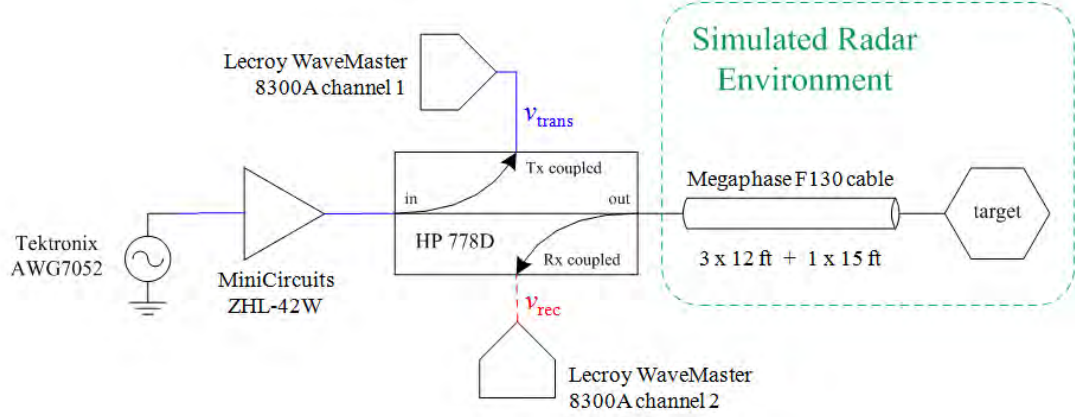 Simulated Radar
Environment
Lecroy WaveMaster
8300A channel 1
v_trans
Tx coupled
in
out
HP 778D
Rx coupled
Megaphase F130 cable
3 x 12 ft + 1 x 15 ft
target
Tektronix
AWG7052
MiniCircuits
ZHL-42W
v_rec
Lecroy WaveMaster
8300A channel 2